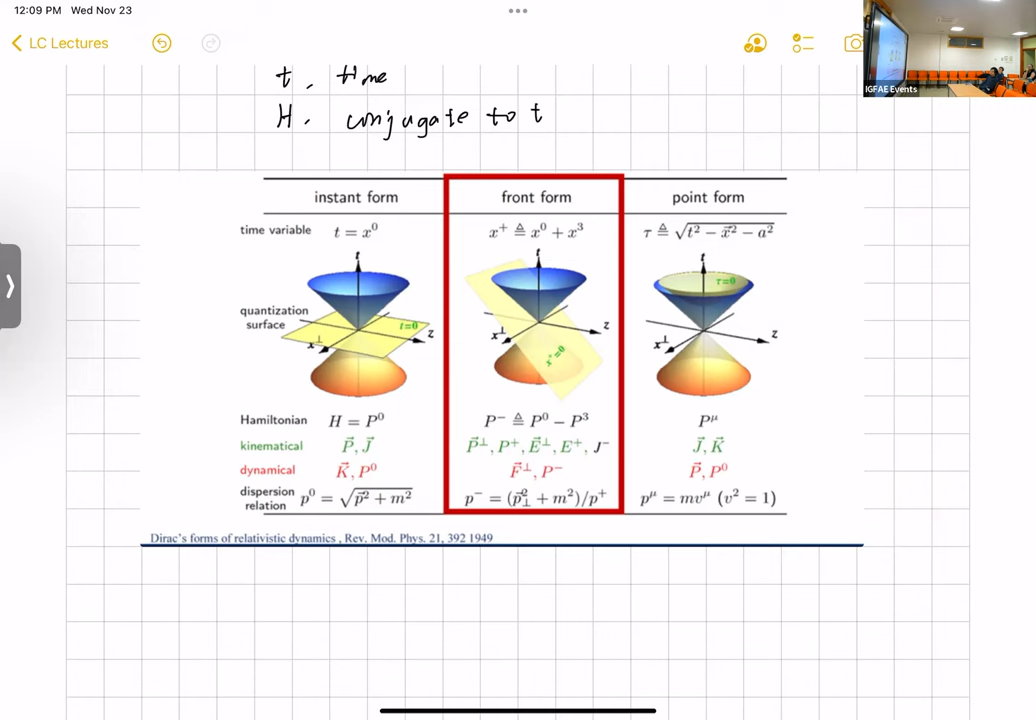 12:09 PM Wed Nov 23
LC Lectures
IGFAE Events
t, time
H. conjugate to t
instant form front form point form
time variable t = x⁰ x⁺ ≜ x⁰ + x³ τ ≜ √(t² − x⃗² − a²)
t t t
τ=0
quantization
surface
t=0
z z z
x⊥ x⊥ x⊥
x⁺=0
Hamiltonian H = P⁰ P⁻ ≜ P⁰ − P³ Pᵘ
kinematical P⃗, J⃗ P⃗⊥, P⁺, E⃗⊥, E⁺, J⁻ J⃗, K⃗
dynamical K⃗, P⁰ F⃗⊥, P⁻ P⃗, P⁰
dispersion
relation p⁰ = √(p⃗² + m²) p⁻ = (p⃗⊥² + m²)/p⁺ pᵘ = mvᵘ (v² = 1)
Dirac's forms of relativistic dynamics , Rev. Mod. Phys. 21, 392 1949